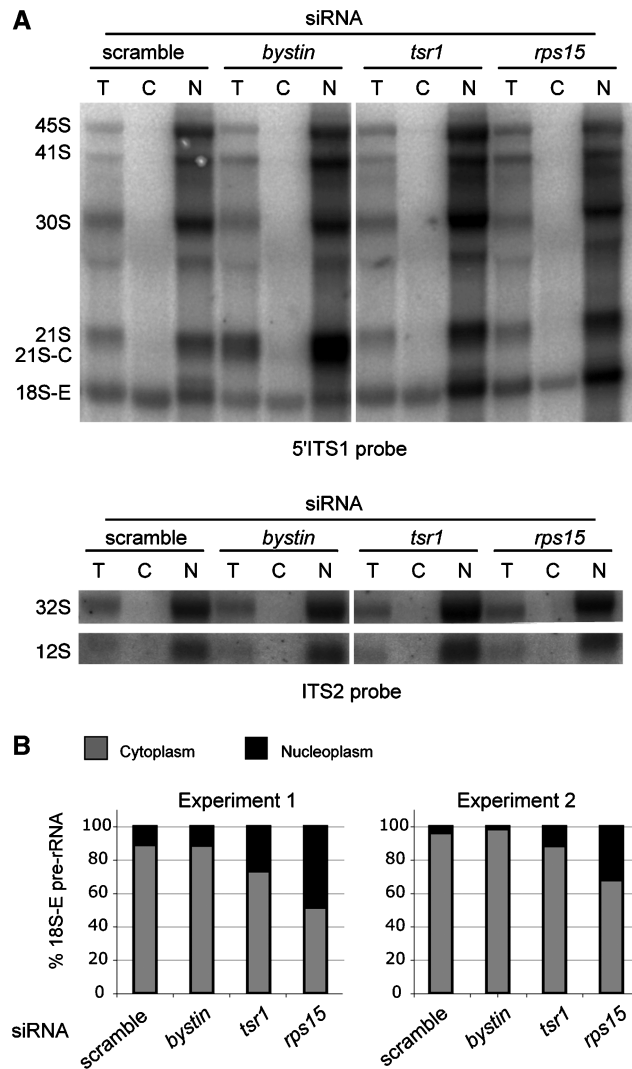 A
siRNA
scramble bystin tsr1 rps15
T C N T C N T C N T C N
45S
41S
30S
21S
21S-C
18S-E
5'ITS1 probe
siRNA
scramble bystin tsr1 rps15
T C N T C N T C N T C N
32S
12S
ITS2 probe
B
Cytoplasm Nucleoplasm
Experiment 1
% 18S-E pre-rRNA
100
80
60
40
20
0
siRNA
scramble bystin tsr1 rps15
Experiment 2
100
80
60
40
20
0
scramble bystin tsr1 rps15